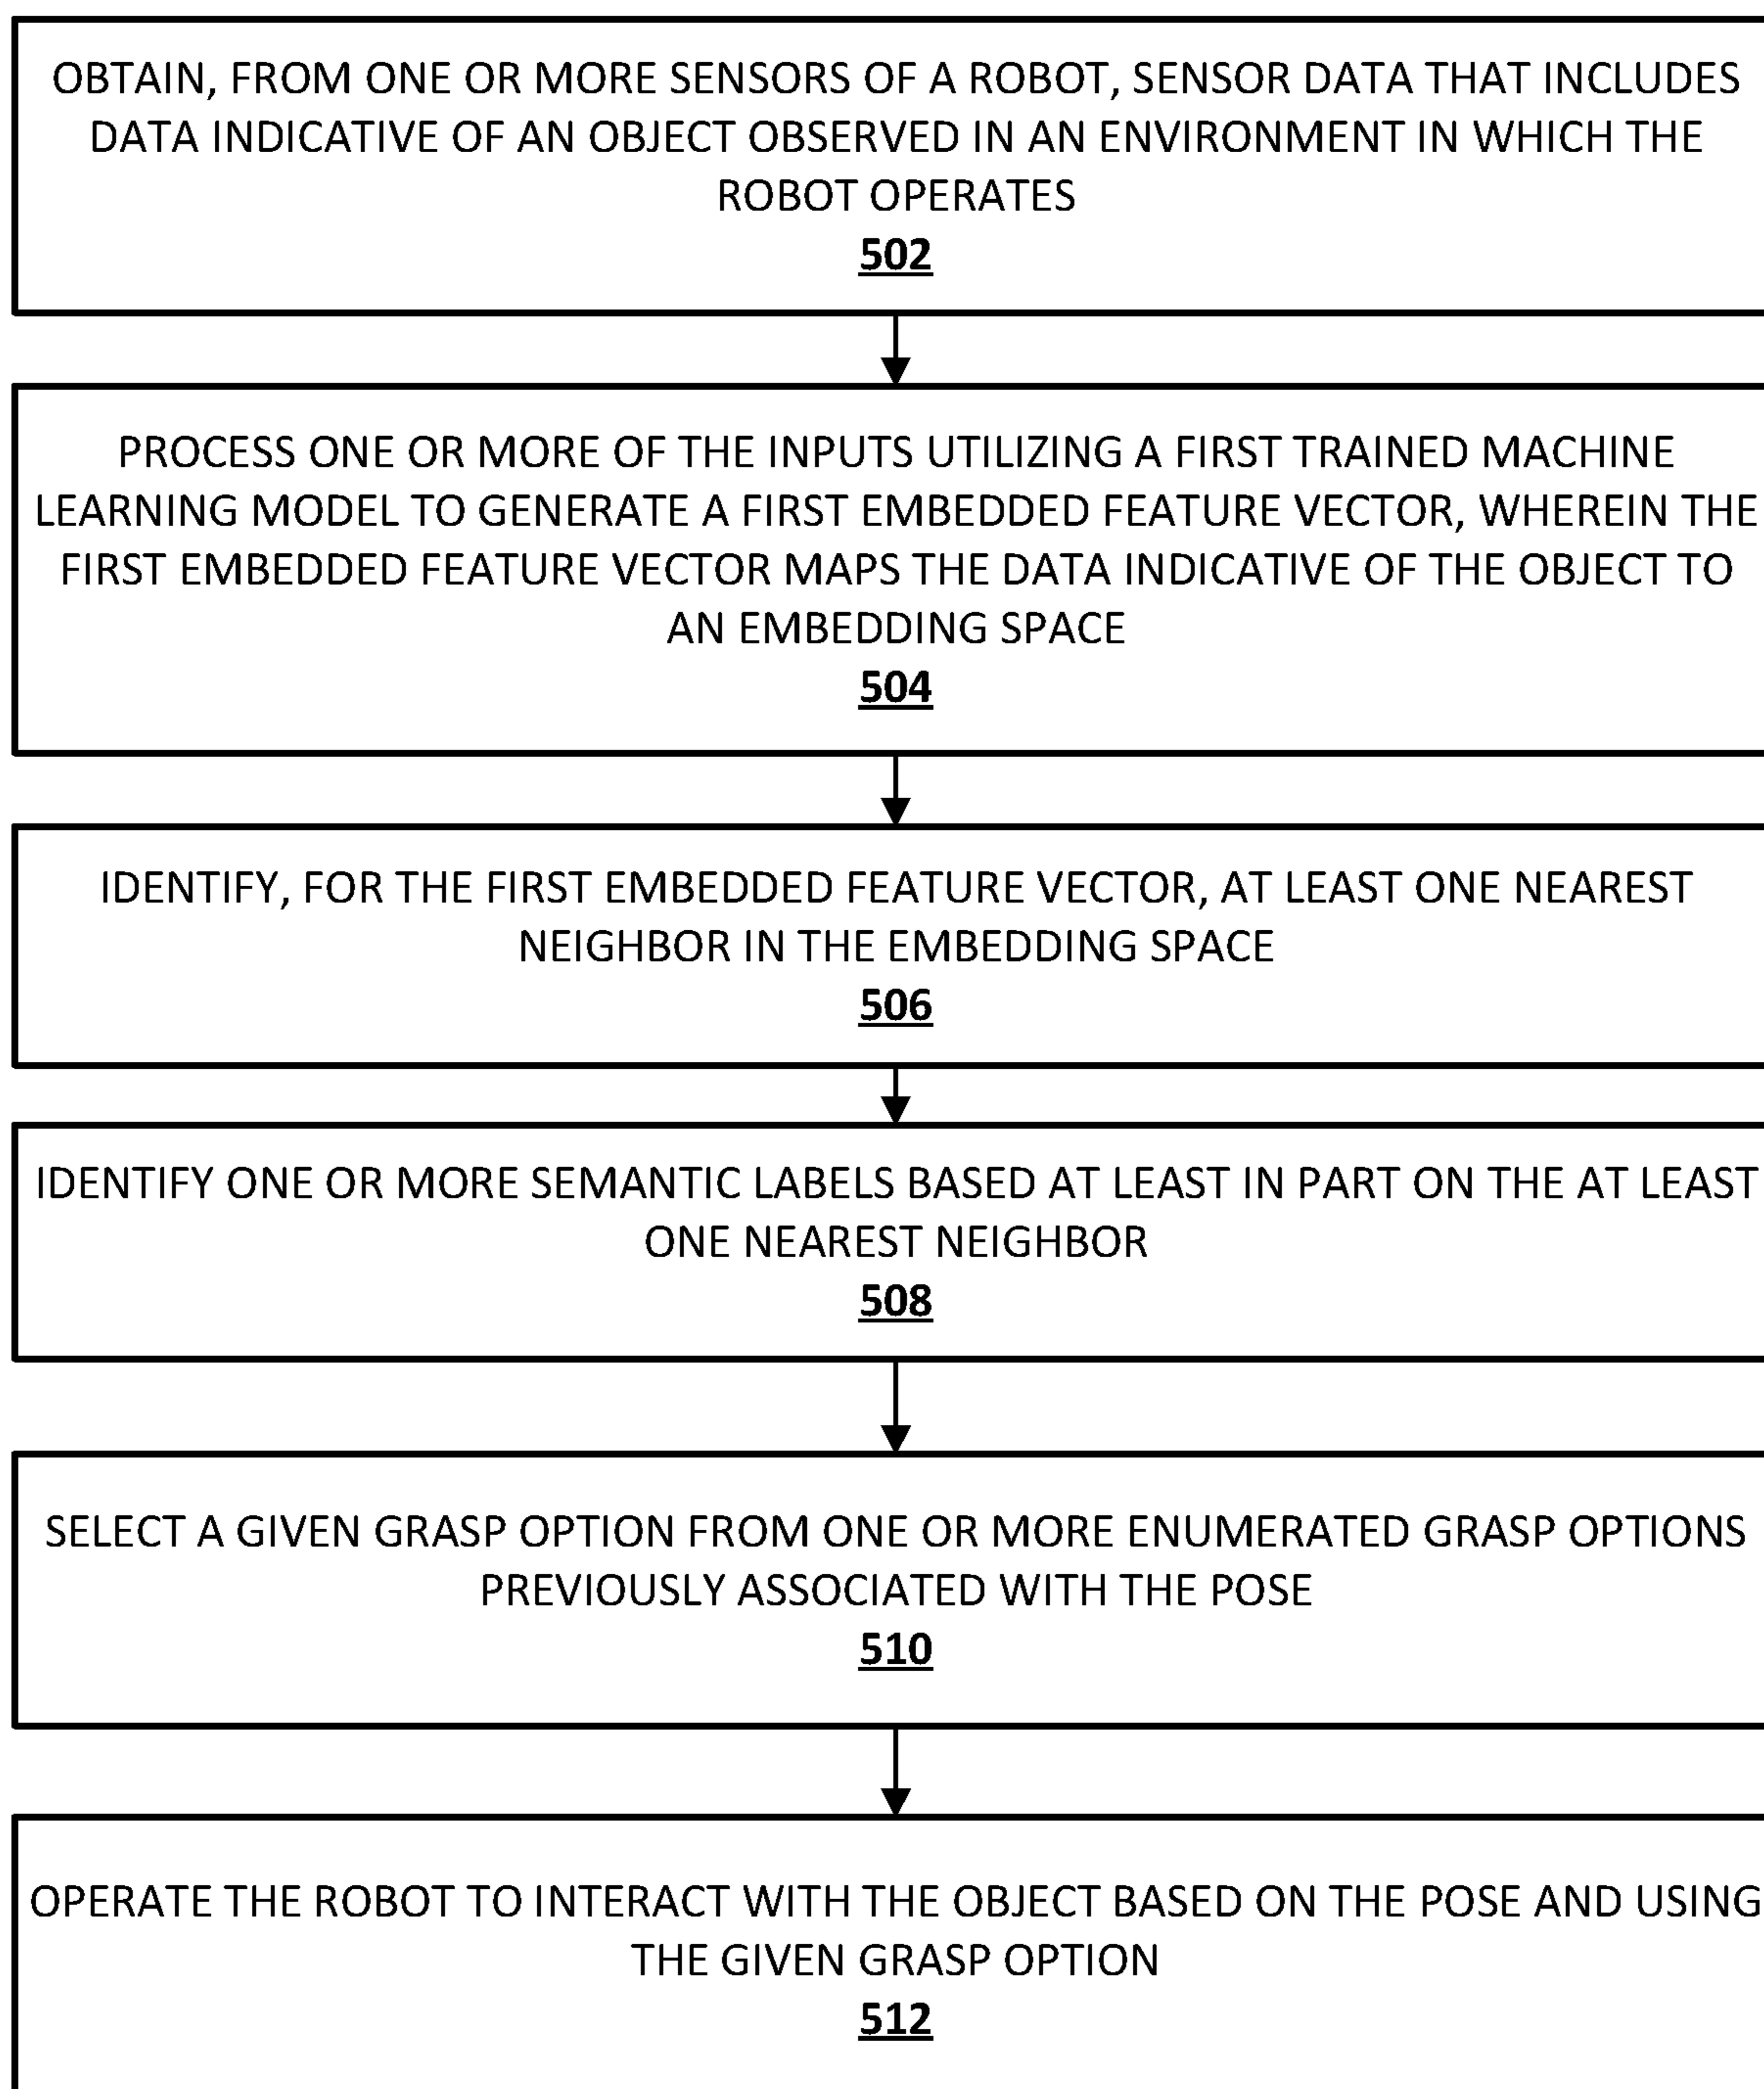 OBTAIN, FROM ONE OR MORE SENSORS OF A ROBOT, SENSOR DATA THAT INCLUDES
DATA INDICATIVE OF AN OBJECT OBSERVED IN AN ENVIRONMENT IN WHICH THE
ROBOT OPERATES
502
PROCESS ONE OR MORE OF THE INPUTS UTILIZING A FIRST TRAINED MACHINE
LEARNING MODEL TO GENERATE A FIRST EMBEDDED FEATURE VECTOR, WHEREIN THE
FIRST EMBEDDED FEATURE VECTOR MAPS THE DATA INDICATIVE OF THE OBJECT TO
AN EMBEDDING SPACE
504
IDENTIFY, FOR THE FIRST EMBEDDED FEATURE VECTOR, AT LEAST ONE NEAREST
NEIGHBOR IN THE EMBEDDING SPACE
506
IDENTIFY ONE OR MORE SEMANTIC LABELS BASED AT LEAST IN PART ON THE AT LEAST
ONE NEAREST NEIGHBOR
508
SELECT A GIVEN GRASP OPTION FROM ONE OR MORE ENUMERATED GRASP OPTIONS
PREVIOUSLY ASSOCIATED WITH THE POSE
510
OPERATE THE ROBOT TO INTERACT WITH THE OBJECT BASED ON THE POSE AND USING
THE GIVEN GRASP OPTION
512